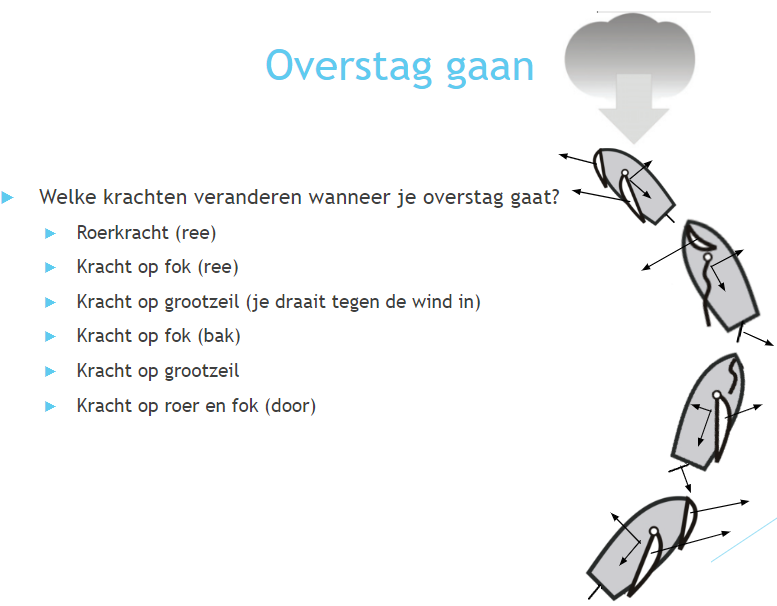 Overstag gaan
Welke krachten veranderen wanneer je overstag gaat?
Roerkracht (ree)
Kracht op fok (ree)
Kracht op grootzeil (je draait tegen de wind in)
Kracht op fok (bak)
Kracht op grootzeil
Kracht op roer en fok (door)